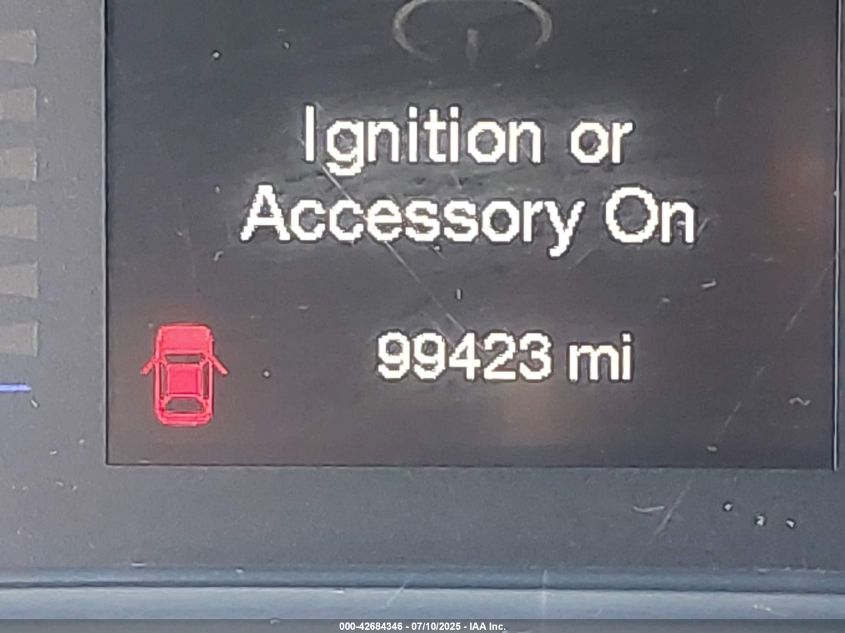 Ignition or
Accessory On
99423 mi
000-42684346 - 07/10/2025 - IAA Inc.